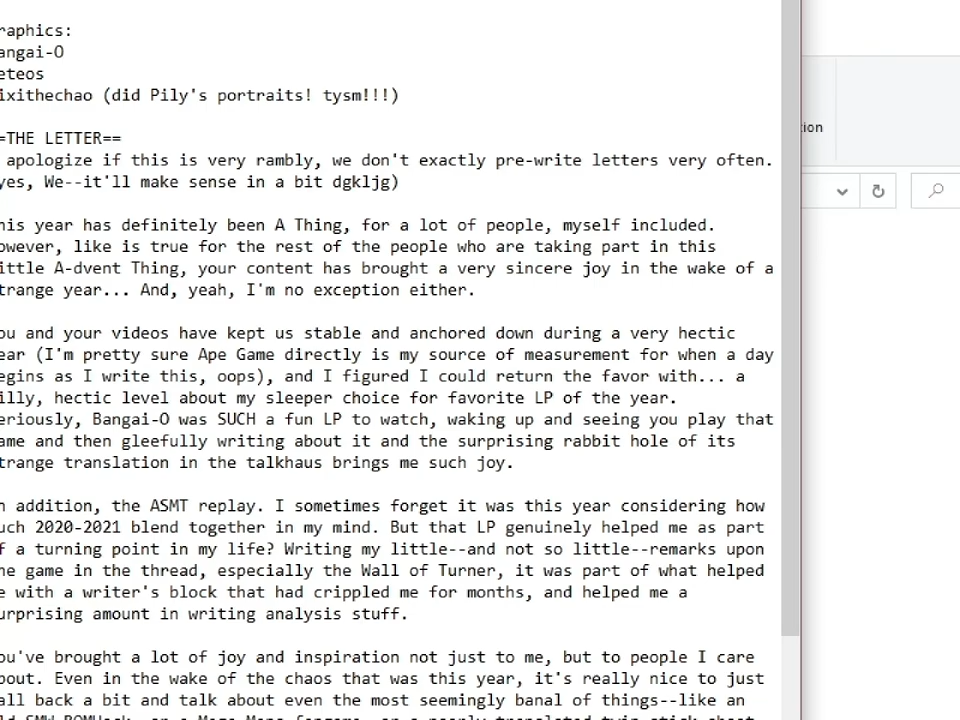 raphics:
angai-O
eteos
ixithechao (did Pily's portraits! tysm!!!)
=THE LETTER==
apologize if this is very rambly, we don't exactly pre-write letters very often.
yes, We--it'll make sense in a bit dgkljg)
his year has definitely been A Thing, for a lot of people, myself included.
owever, like is true for the rest of the people who are taking part in this
ittle A-dvent Thing, your content has brought a very sincere joy in the wake of a
trange year... And, yeah, I'm no exception either.
ou and your videos have kept us stable and anchored down during a very hectic
ear (I'm pretty sure Ape Game directly is my source of measurement for when a day
egins as I write this, oops), and I figured I could return the favor with... a
illy, hectic level about my sleeper choice for favorite LP of the year.
eriously, Bangai-O was SUCH a fun LP to watch, waking up and seeing you play that
ame and then gleefully writing about it and the surprising rabbit hole of its
trange translation in the talkhaus brings me such joy.
n addition, the ASMT replay. I sometimes forget it was this year considering how
uch 2020-2021 blend together in my mind. But that LP genuinely helped me as part
f a turning point in my life? Writing my little--and not so little--remarks upon
he game in the thread, especially the Wall of Turner, it was part of what helped
e with a writer's block that had crippled me for months, and helped me a
urprising amount in writing analysis stuff.
ou've brought a lot of joy and inspiration not just to me, but to people I care
bout. Even in the wake of the chaos that was this year, it's really nice to just
all back a bit and talk about even the most seemingly banal of things--like an
tion